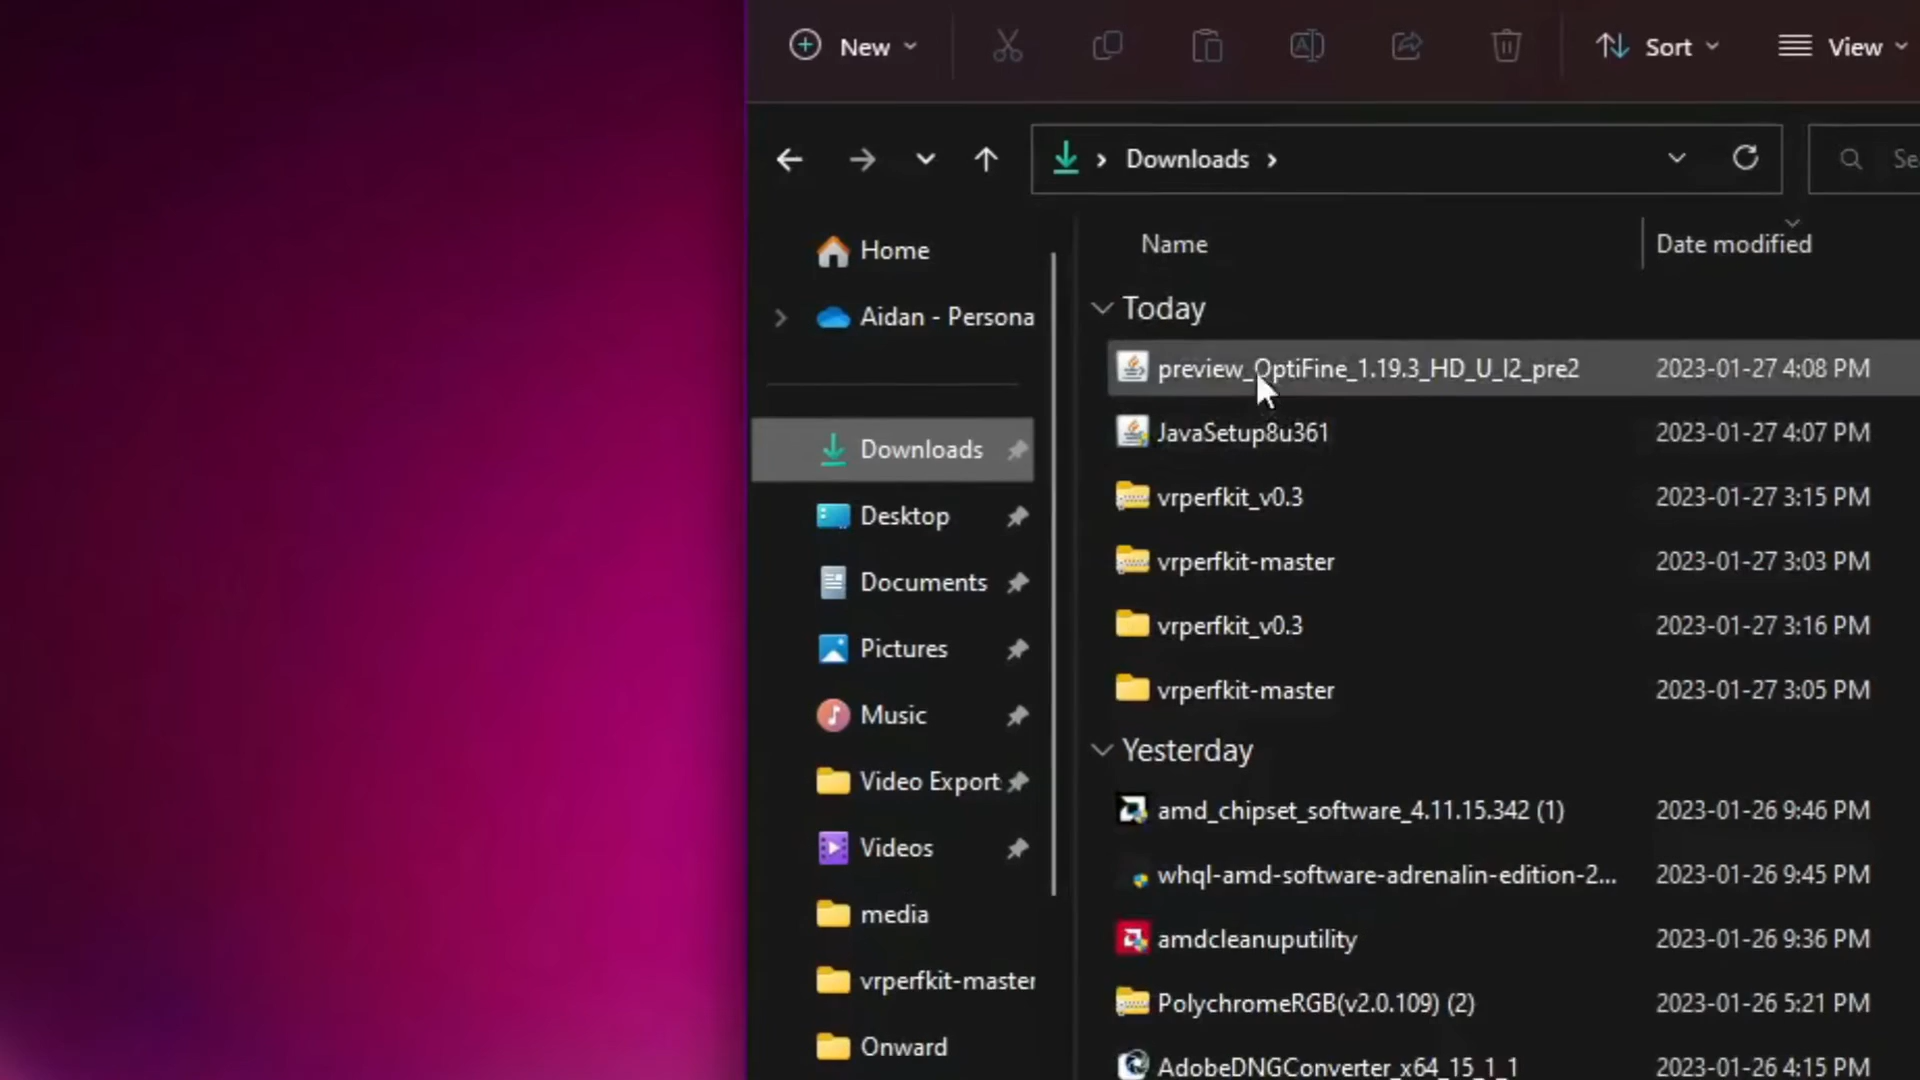 New
Sort
View
Downloads
Se
Home
Aidan - Persona
Downloads
Desktop
Documents
Pictures
Music
Video Export
Videos
media
vrperfkit-master
Onward
Name Date modified
Today
preview_OptiFine_1.19.3_HD_U_I2_pre2 2023-01-27 4:08 PM
JavaSetup8u361 2023-01-27 4:07 PM
vrperfkit_v0.3 2023-01-27 3:15 PM
vrperfkit-master 2023-01-27 3:03 PM
vrperfkit_v0.3 2023-01-27 3:16 PM
vrperfkit-master 2023-01-27 3:05 PM
Yesterday
amd_chipset_software_4.11.15.342 (1) 2023-01-26 9:46 PM
whql-amd-software-adrenalin-edition-2... 2023-01-26 9:45 PM
amdcleanuputility 2023-01-26 9:36 PM
PolychromeRGB(v2.0.109) (2) 2023-01-26 5:21 PM
AdobeDNGConverter_x64_15_1_1 2023-01-26 4:15 PM